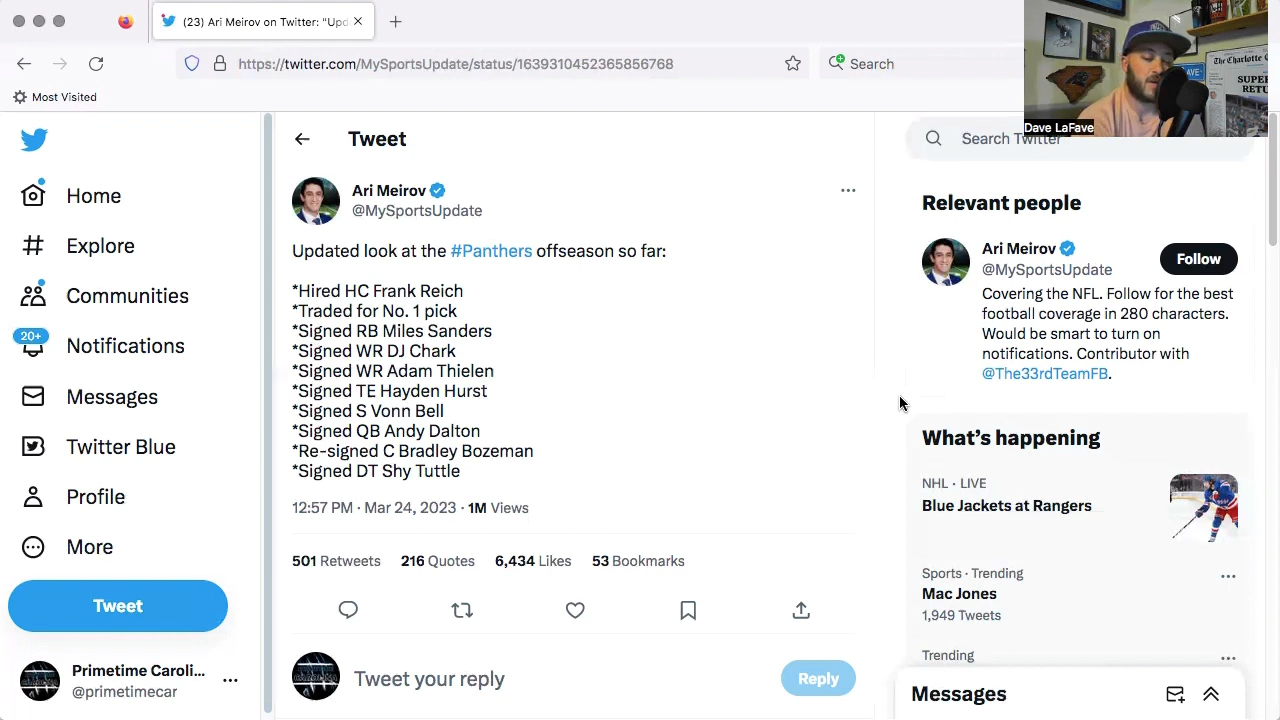 (23) Ari Meirov on Twitter: "Upd
https://twitter.com/MySportsUpdate/status/1639310452365856768
Search
Most Visited
Dave LaFave
The Charlotte
SUPER
RETU
Home
Explore
Communities
20+
Notifications
Messages
Twitter Blue
Profile
More
Tweet
Primetime Caroli...
@primetimecar
Tweet
Ari Meirov
@MySportsUpdate
Updated look at the #Panthers offseason so far:
*Hired HC Frank Reich
*Traded for No. 1 pick
*Signed RB Miles Sanders
*Signed WR DJ Chark
*Signed WR Adam Thielen
*Signed TE Hayden Hurst
*Signed S Vonn Bell
*Signed QB Andy Dalton
*Re-signed C Bradley Bozeman
*Signed DT Shy Tuttle
12:57 PM · Mar 24, 2023 · 1M Views
501 Retweets 216 Quotes 6,434 Likes 53 Bookmarks
Tweet your reply
Reply
Search Twitter
Relevant people
Ari Meirov
@MySportsUpdate
Follow
Covering the NFL. Follow for the best
football coverage in 280 characters.
Would be smart to turn on
notifications. Contributor with
@The33rdTeamFB.
What's happening
NHL · LIVE
Blue Jackets at Rangers
Sports · Trending
Mac Jones
1,949 Tweets
Trending
Messages